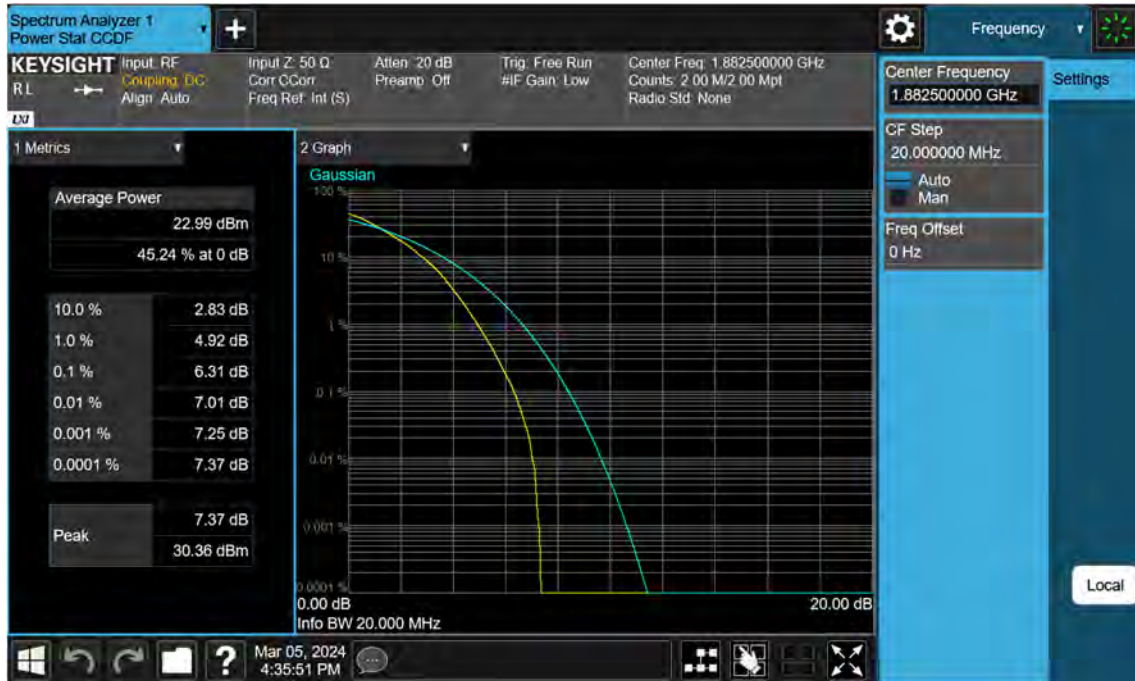 Spectrum Analyzer 1
Power Stat CCDF
+
Frequency
KEYSIGHT
RL
LXI
Input: RF
Coupling: DC
Align: Auto
Input Z: 50 Ω
Corr CCorr
Freq Ref: Int (S)
Atten: 20 dB
Preamp: Off
Trig: Free Run
#IF Gain: Low
Center Freq: 1.882500000 GHz
Counts: 2.00 M/2.00 Mpt
Radio Std: None
Center Frequency
1.882500000 GHz
Settings
CF Step
20.000000 MHz
Auto
Man
Freq Offset
0 Hz
Local
1 Metrics
Average Power
22.99 dBm
45.24 % at 0 dB
10.0 % 2.83 dB
1.0 % 4.92 dB
0.1 % 6.31 dB
0.01 % 7.01 dB
0.001 % 7.25 dB
0.0001 % 7.37 dB
Peak
7.37 dB
30.36 dBm
2 Graph
Gaussian
100 %
10 %
1 %
0.1 %
0.01 %
0.001 %
0.0001 %
0.00 dB 20.00 dB
Info BW 20.000 MHz
?
Mar 05, 2024
4:35:51 PM